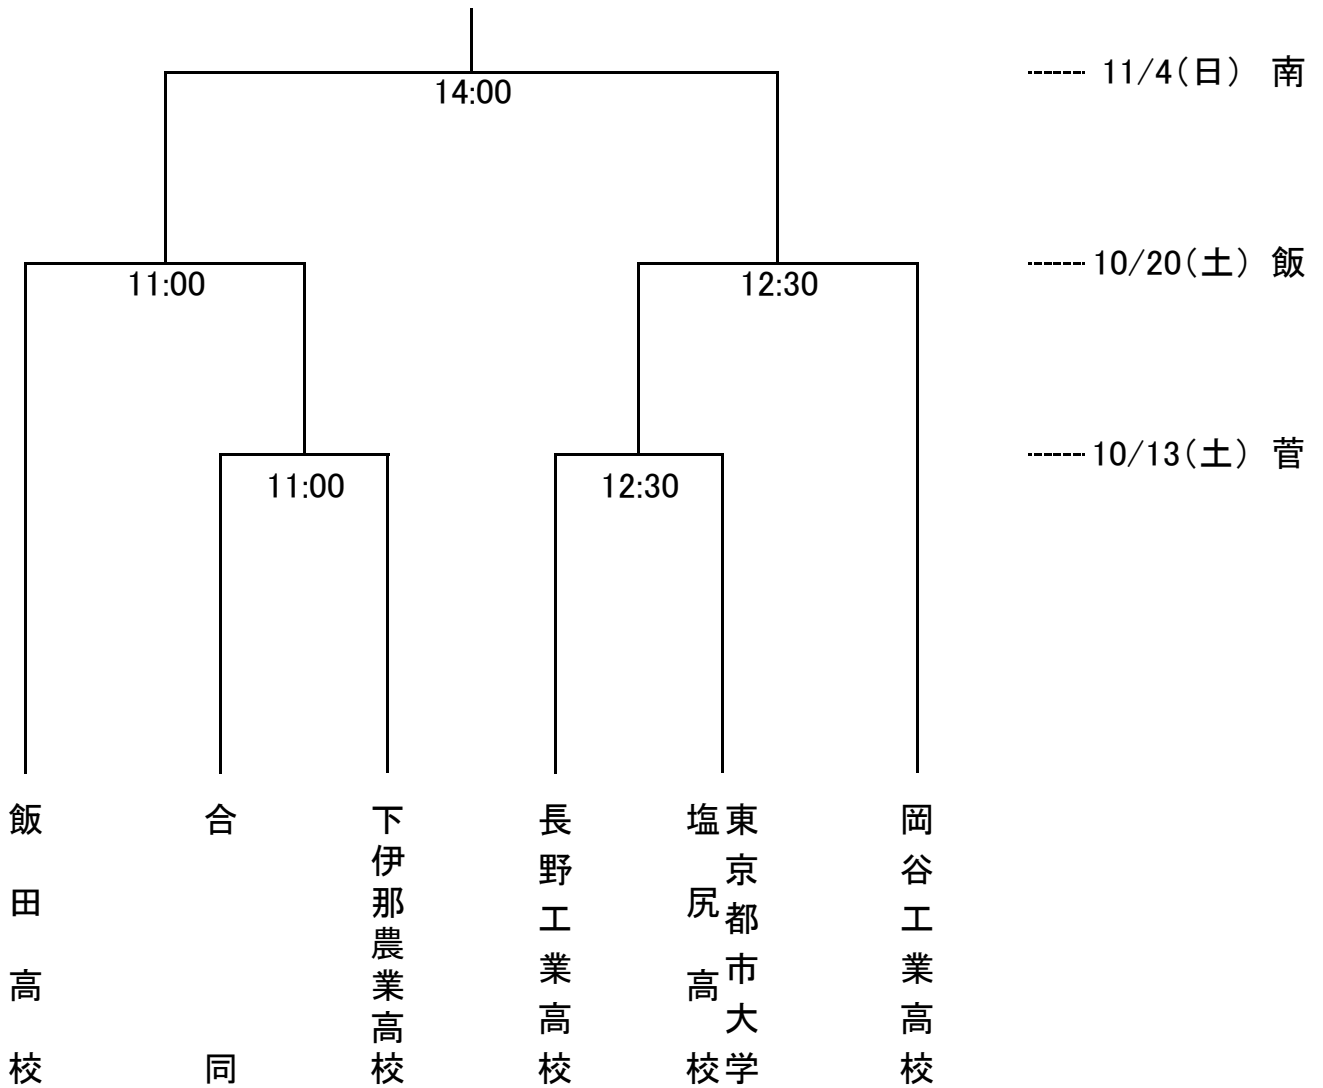 14:00
11/4(日) 南
11:00
12:30
10/20(土) 飯
11:00
12:30
10/13(土) 菅
飯田高校
合同
下伊那農業高校
長野工業高校
東京都市大学
塩尻高校
岡谷工業高校